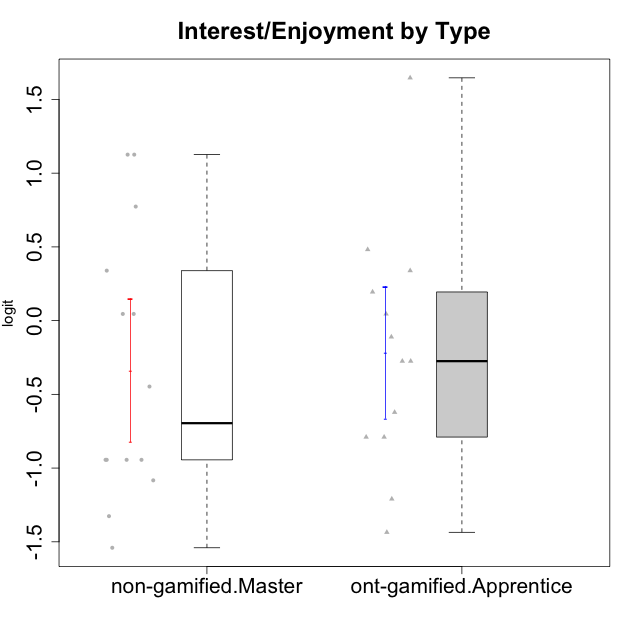 Interest/Enjoyment by Type
logit
1.5
1.0
0.5
0.0
-0.5
-1.0
-1.5
non-gamified.Master
ont-gamified.Apprentice